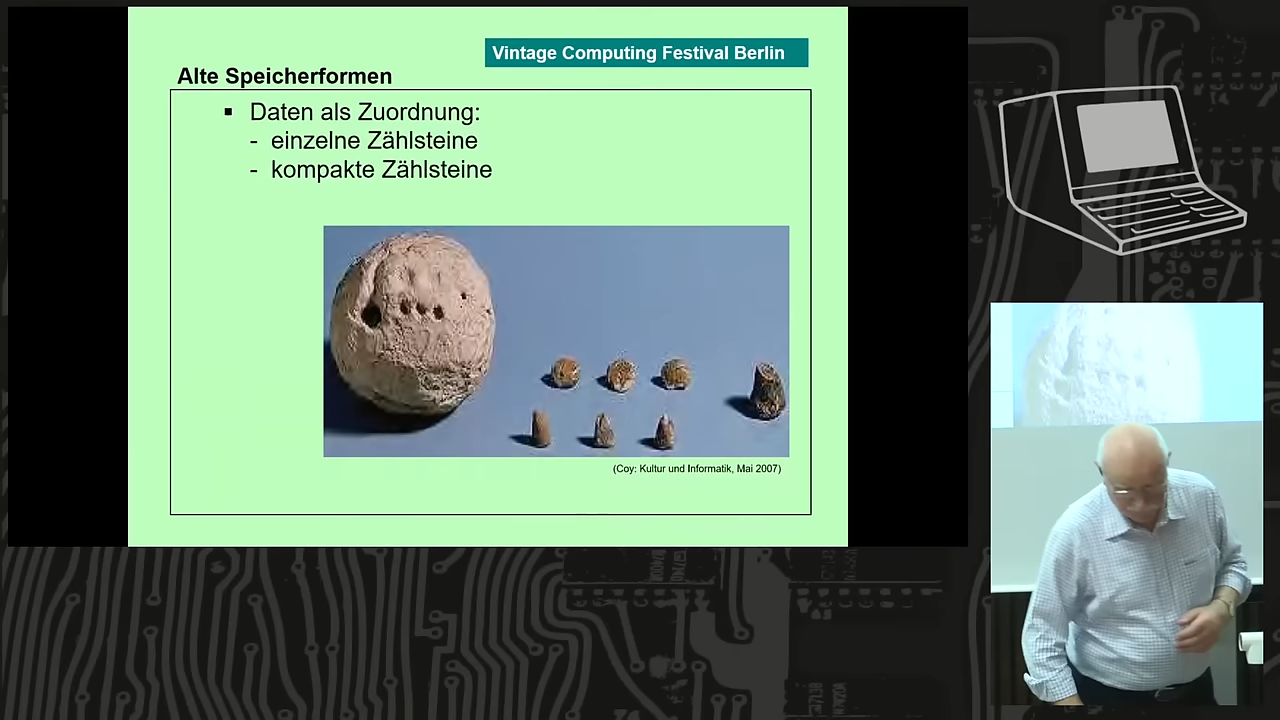 Vintage Computing Festival Berlin
Alte Speicherformen
▪ Daten als Zuordnung:
- einzelne Zählsteine
- kompakte Zählsteine
(Coy: Kultur und Informatik, Mai 2007)